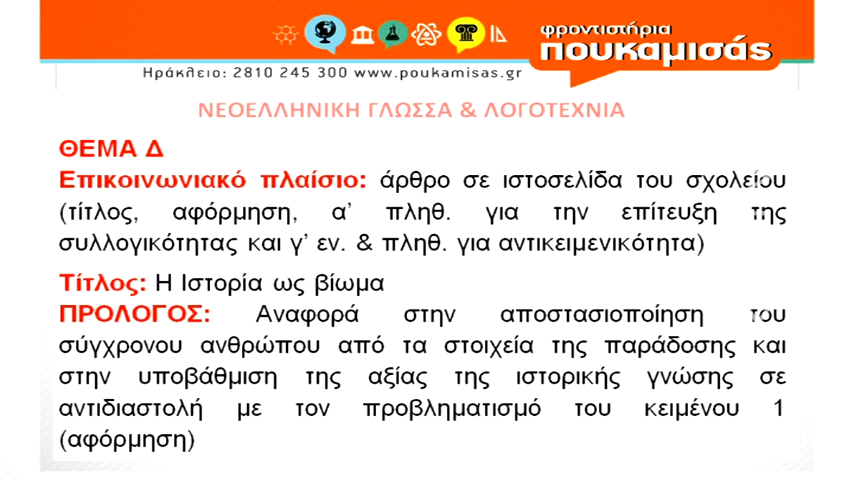 φροντιστήρια
πουκαμισάς
Ηράκλειο: 2810 245 300 www.poukamisas.gr
ΝΕΟΕΛΛΗΝΙΚΗ ΓΛΩΣΣΑ & ΛΟΓΟΤΕΧΝΙΑ
ΘΕΜΑ Δ
Επικοινωνιακό πλαίσιο: άρθρο σε ιστοσελίδα του σχολείου
(τίτλος, αφόρμηση, α’ πληθ. για την επίτευξη της
συλλογικότητας και γ’ εν. & πληθ. για αντικειμενικότητα)
Τίτλος: Η Ιστορία ως βίωμα
ΠΡΟΛΟΓΟΣ: Αναφορά στην αποστασιοποίηση του
σύγχρονου ανθρώπου από τα στοιχεία της παράδοσης και
στην υποβάθμιση της αξίας της ιστορικής γνώσης σε
αντιδιαστολή με τον προβληματισμό του κειμένου 1
(αφόρμηση)